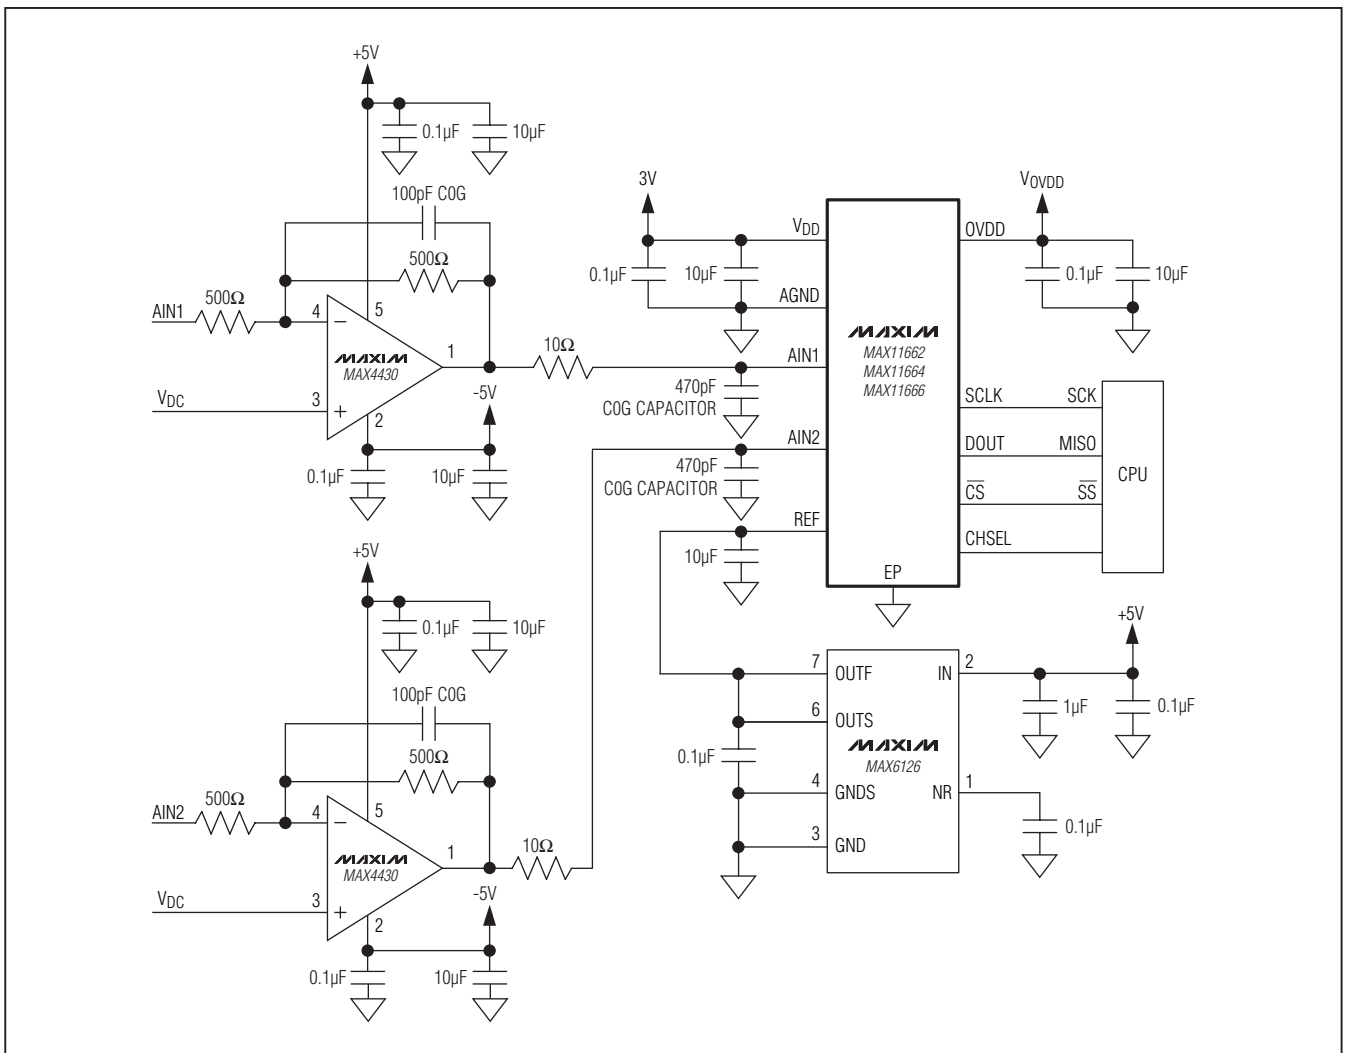 +5V
0.1µF
10µF
100pF C0G
500Ω
500Ω
AIN1
4
−
5
MAXIM
MAX4430
1
VDC
3
+
2
-5V
0.1µF
10µF
10Ω
+5V
0.1µF
10µF
100pF C0G
500Ω
500Ω
AIN2
4
−
5
MAXIM
MAX4430
1
VDC
3
+
2
-5V
0.1µF
10µF
10Ω
3V
0.1µF
10µF
VDD
AGND
AIN1
470pF
C0G CAPACITOR
AIN2
470pF
C0G CAPACITOR
REF
10µF
MAXIM
MAX11662
MAX11664
MAX11666
EP
VOVDD
OVDD
0.1µF
10µF
SCLK
SCK
DOUT
MISO
CS
SS
CHSEL
CPU
+5V
7
OUTF
IN
2
1µF
0.1µF
6
OUTS
0.1µF
MAXIM
MAX6126
4
GNDS
NR
1
0.1µF
3
GND